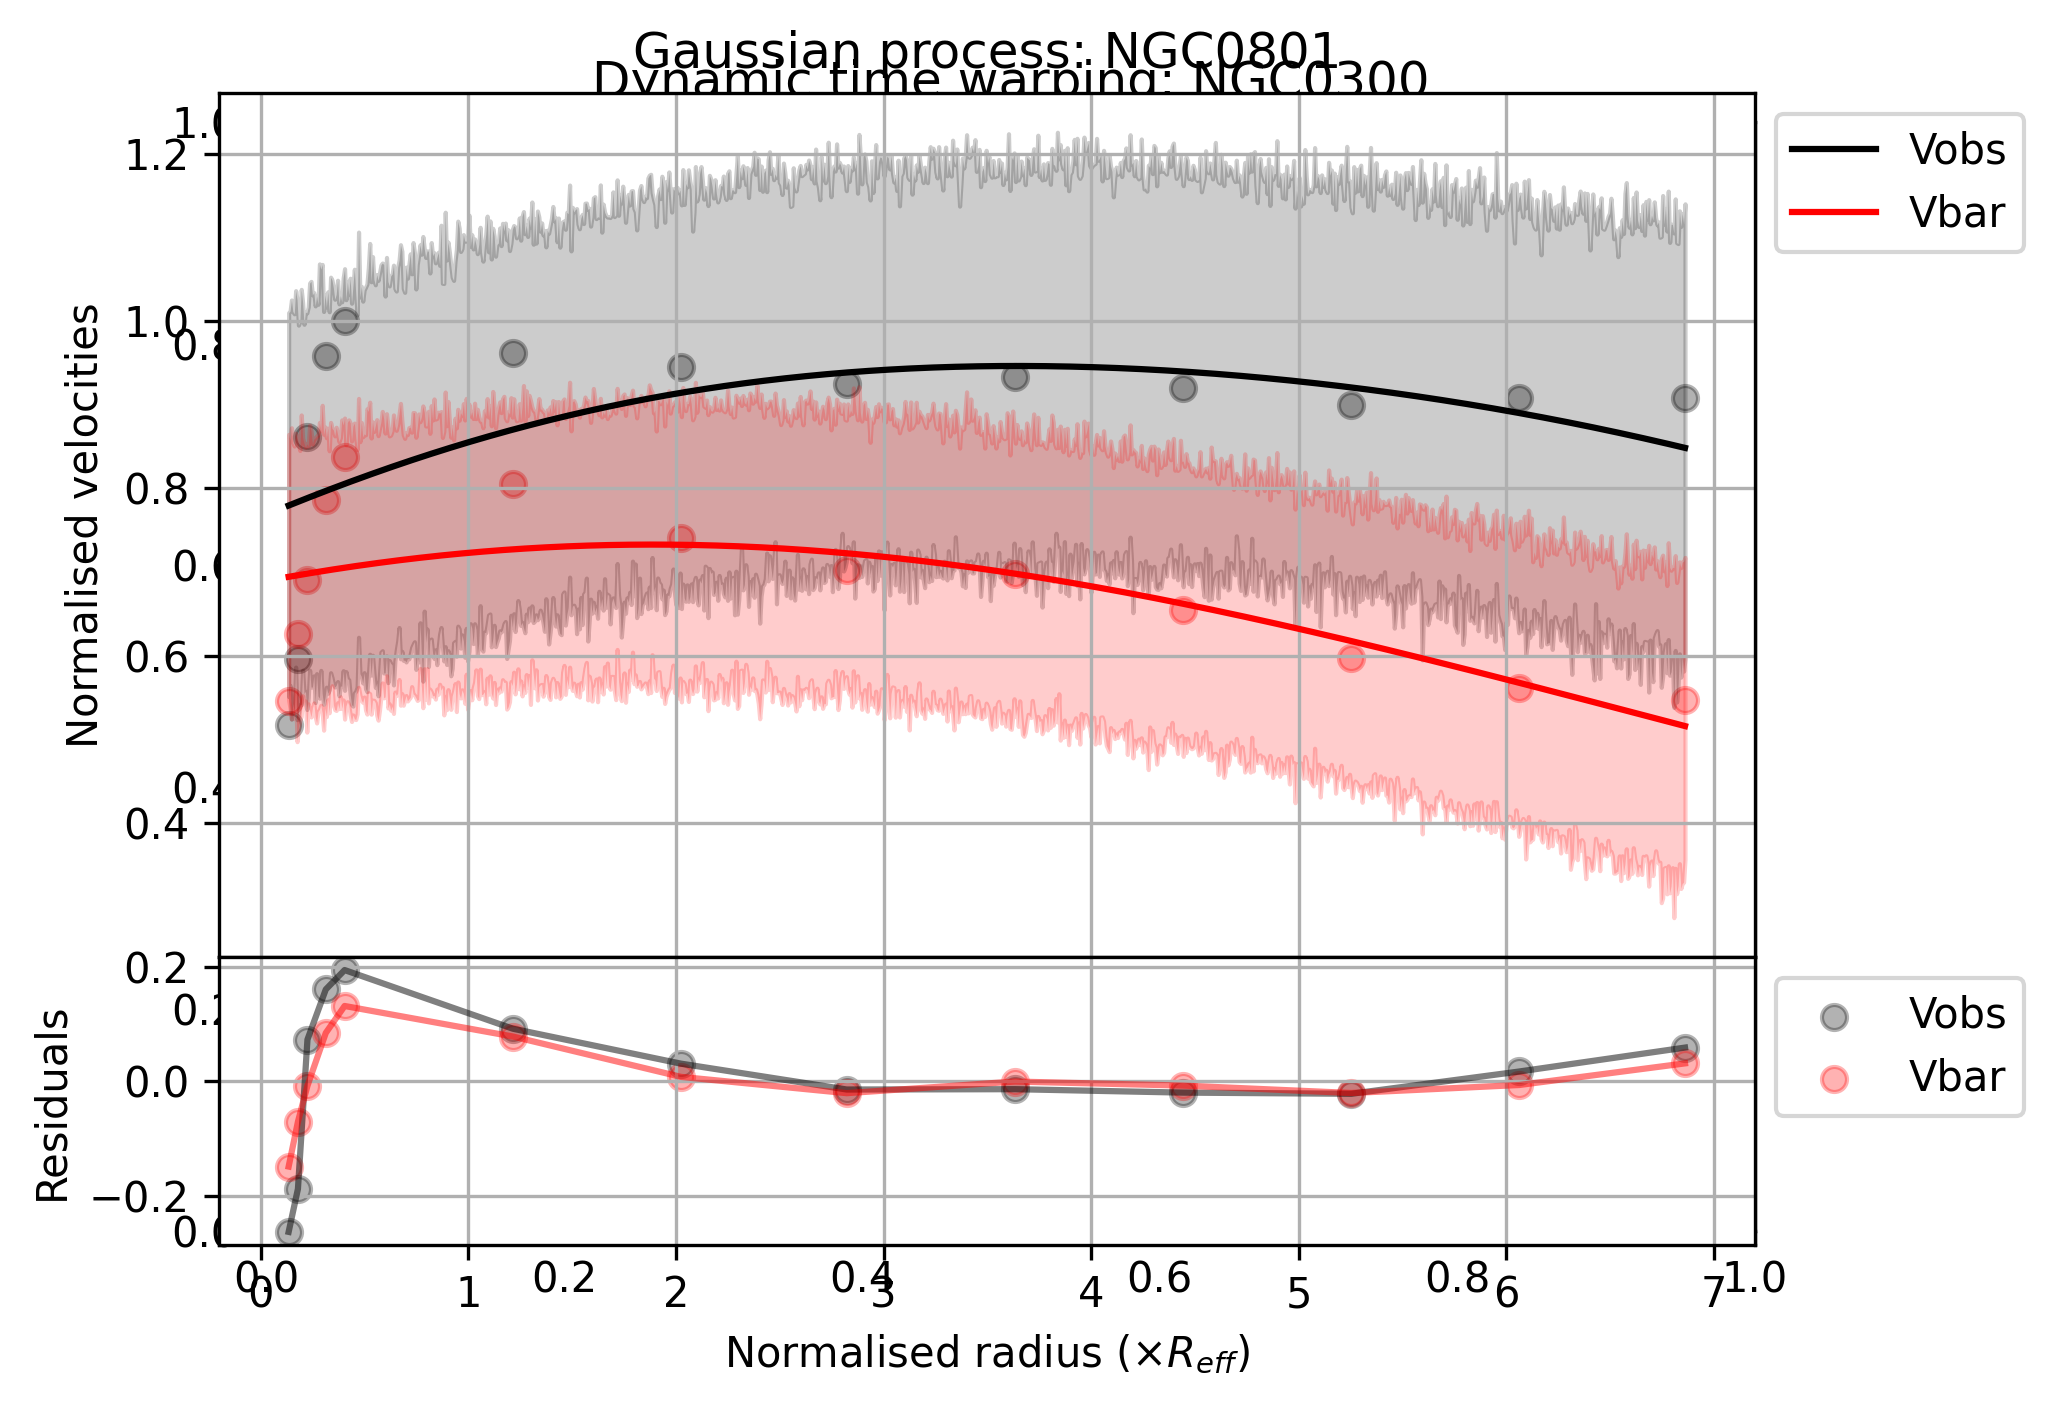 Gaussian process: NGC0801
Dynamic time warping: NGC0300
Normalised velocities
1.2
1.0
0.8
0.6
0.4
Vobs
Vbar
Residuals
0.2
0.0
−0.2
Vobs
Vbar
0 1 2 3 4 5 6 7
0.0 0.2 0.4 0.6 0.8 1.0
Normalised radius (×R_eff)